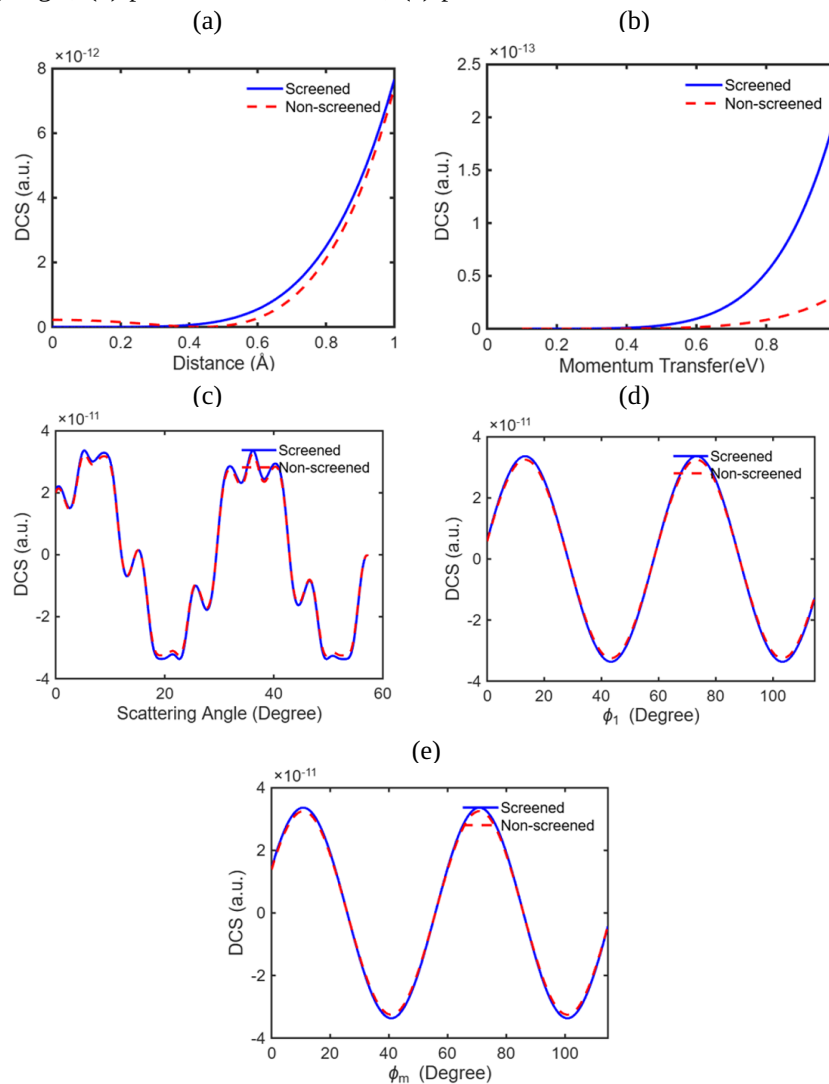 (a)
×10⁻¹²
8
6
4
2
0
DCS (a.u.)
Screened
Non-screened
0 0.2 0.4 0.6 0.8 1
Distance (Å)
(b)
×10⁻¹³
2.5
2
1.5
1
0.5
0
DCS (a.u.)
Screened
Non-screened
0 0.2 0.4 0.6 0.8
Momentum Transfer(eV)
(c)
×10⁻¹¹
4
2
0
-2
-4
DCS (a.u.)
Screened
Non-screened
0 20 40 60
Scattering Angle (Degree)
(d)
×10⁻¹¹
4
2
0
-2
-4
DCS (a.u.)
Screened
Non-screened
0 20 40 60 80 100
ϕ₁ (Degree)
(e)
×10⁻¹¹
4
2
0
-2
-4
DCS (a.u.)
Screened
Non-screened
0 20 40 60 80 100
ϕₘ (Degree)